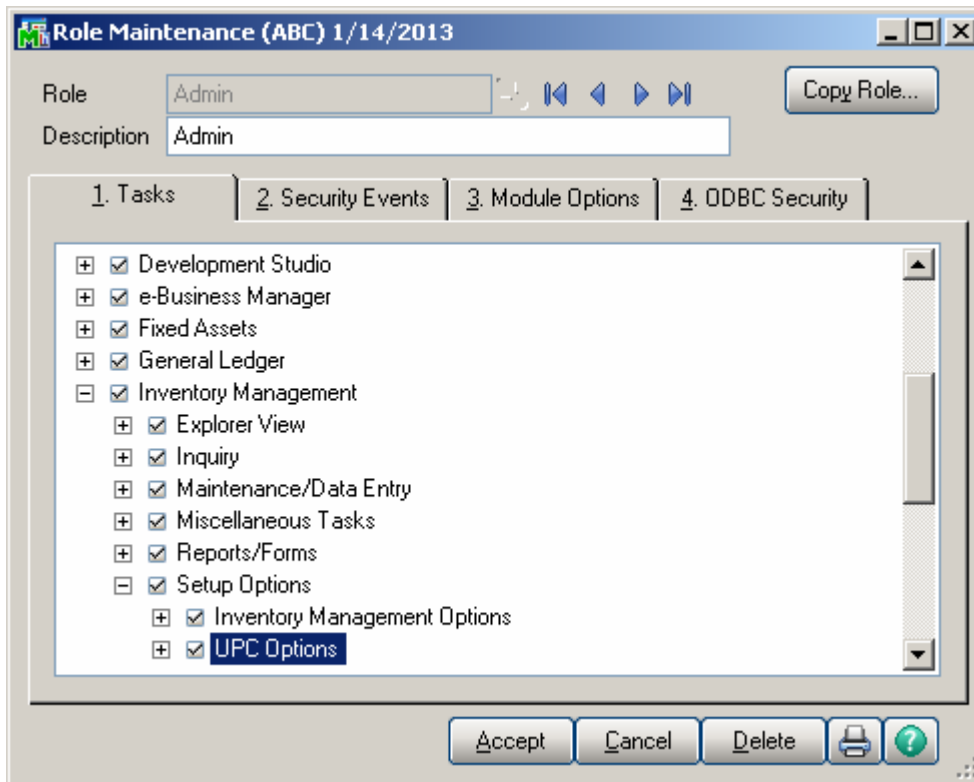 Role Maintenance (ABC) 1/14/2013
Role Admin Copy Role...
Description Admin
1. Tasks 2. Security Events 3. Module Options 4. ODBC Security
Development Studio
e-Business Manager
Fixed Assets
General Ledger
Inventory Management
Explorer View
Inquiry
Maintenance/Data Entry
Miscellaneous Tasks
Reports/Forms
Setup Options
Inventory Management Options
UPC Options
Accept Cancel Delete